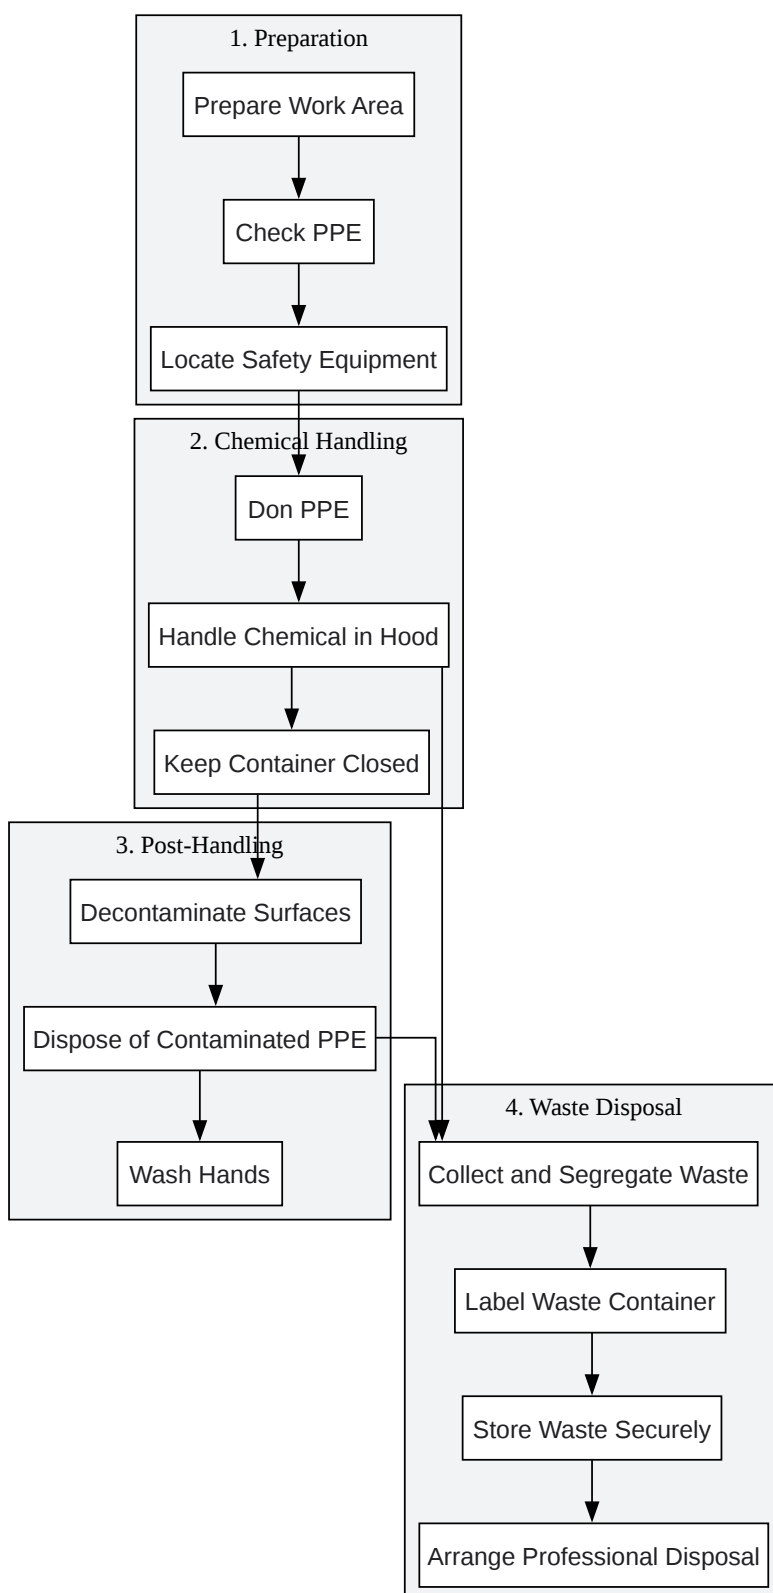 1. Preparation
Prepare Work Area
Check PPE
Locate Safety Equipment
2. Chemical Handling
Don PPE
Handle Chemical in Hood
Keep Container Closed
3. Post-Handling
Decontaminate Surfaces
Dispose of Contaminated PPE
Wash Hands
4. Waste Disposal
Collect and Segregate Waste
Label Waste Container
Store Waste Securely
Arrange Professional Disposal